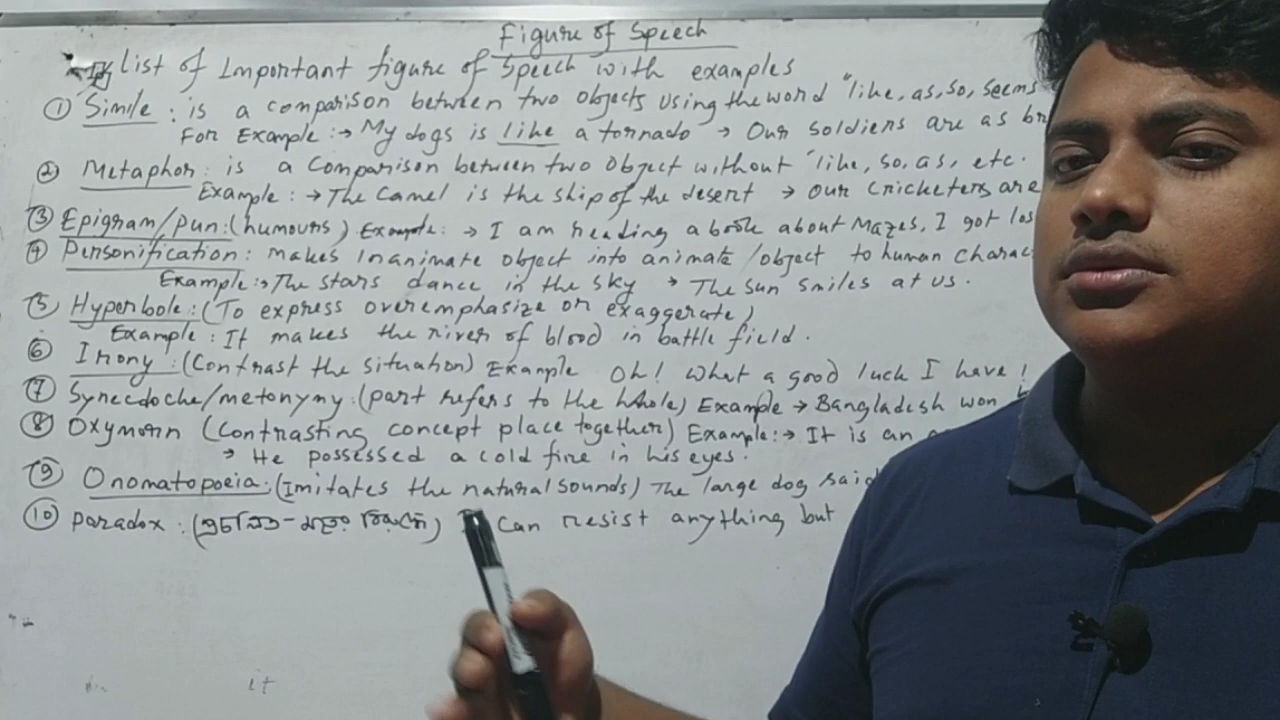 Figure of Speech
list of Important figure of Speech with examples
① Simile : is a comparison between two objects using the word "like, as, so, seems
For Example :→ My dogs is like a tornado → Our soldiers are as br
② Metaphor : is a Comparison between two Object without "like, so, as, etc.
Example : → The Camel is the ship of the desert → Our Cricketers are
③ Epigram/pun : (humours) Example : → I am reading a book about Mazes, I got los
④ Personification : makes Inanimate object into animate/object to human charac
Example :→ The stars dance in the sky → The Sun Smiles at us.
⑤ Hyperbole : (To express overemphasize or exaggerate)
Example : It makes the river of blood in battle field.
⑥ Irony : (Contrast the situation) Example Oh! What a good luck I have!
⑦ Synecdoche/metonymy : (part refers to the whole) Example → Bangladesh won
⑧ Oxymorn (Contrasting concept place together) Example :→ It is an
→ He possessed a cold fire in his eyes.
⑨ Onomatopoeia : (Imitates the natural sounds) The large dog said
⑩ Paradox : Can resist anything but
it